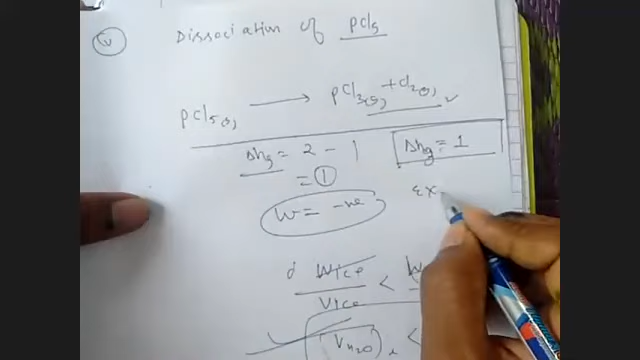 (v) Dissociation of PCl5
PCl5(g) → PCl3(g) + Cl2(g) ✓
Δng = 2 - 1 Δng = 1
= 1
W = -ve Ex
d Wice < W
Vice
VH2O <